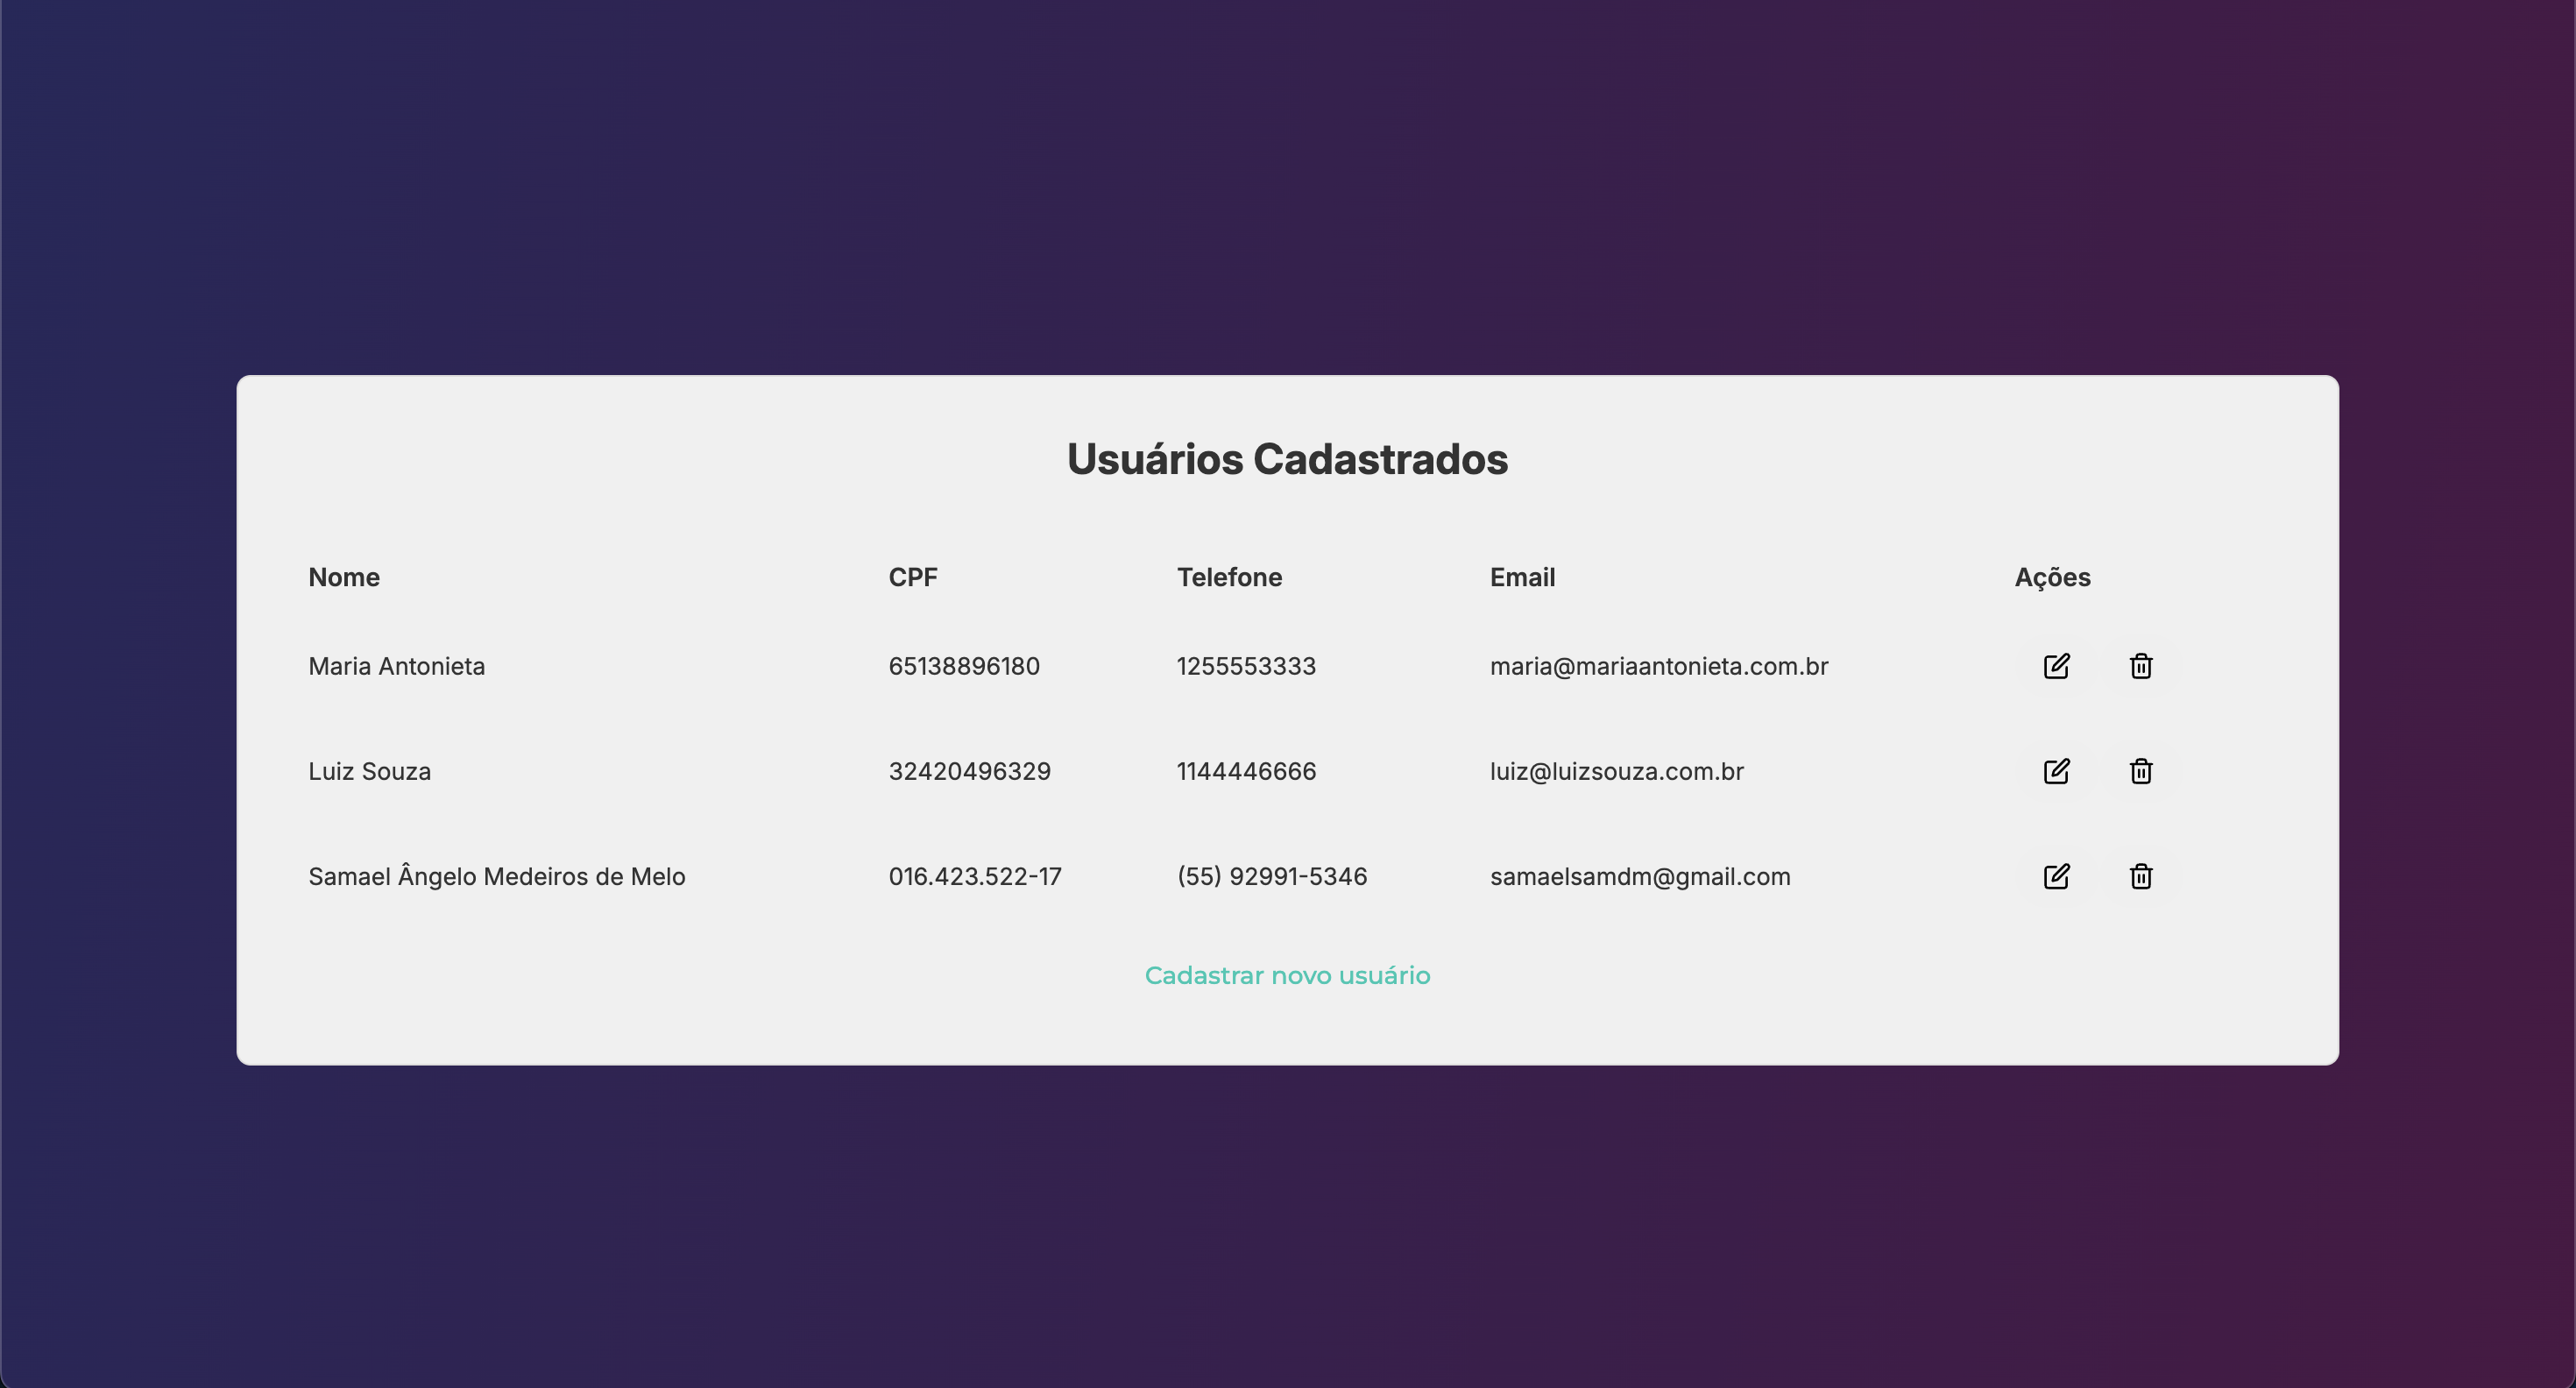 Usuários Cadastrados
Nome CPF Telefone Email Ações
Maria Antonieta 65138896180 1255553333 maria@mariaantonieta.com.br
Luiz Souza 32420496329 1144446666 luiz@luizsouza.com.br
Samael Ângelo Medeiros de Melo 016.423.522-17 (55) 92991-5346 samaelsamdm@gmail.com
Cadastrar novo usuário